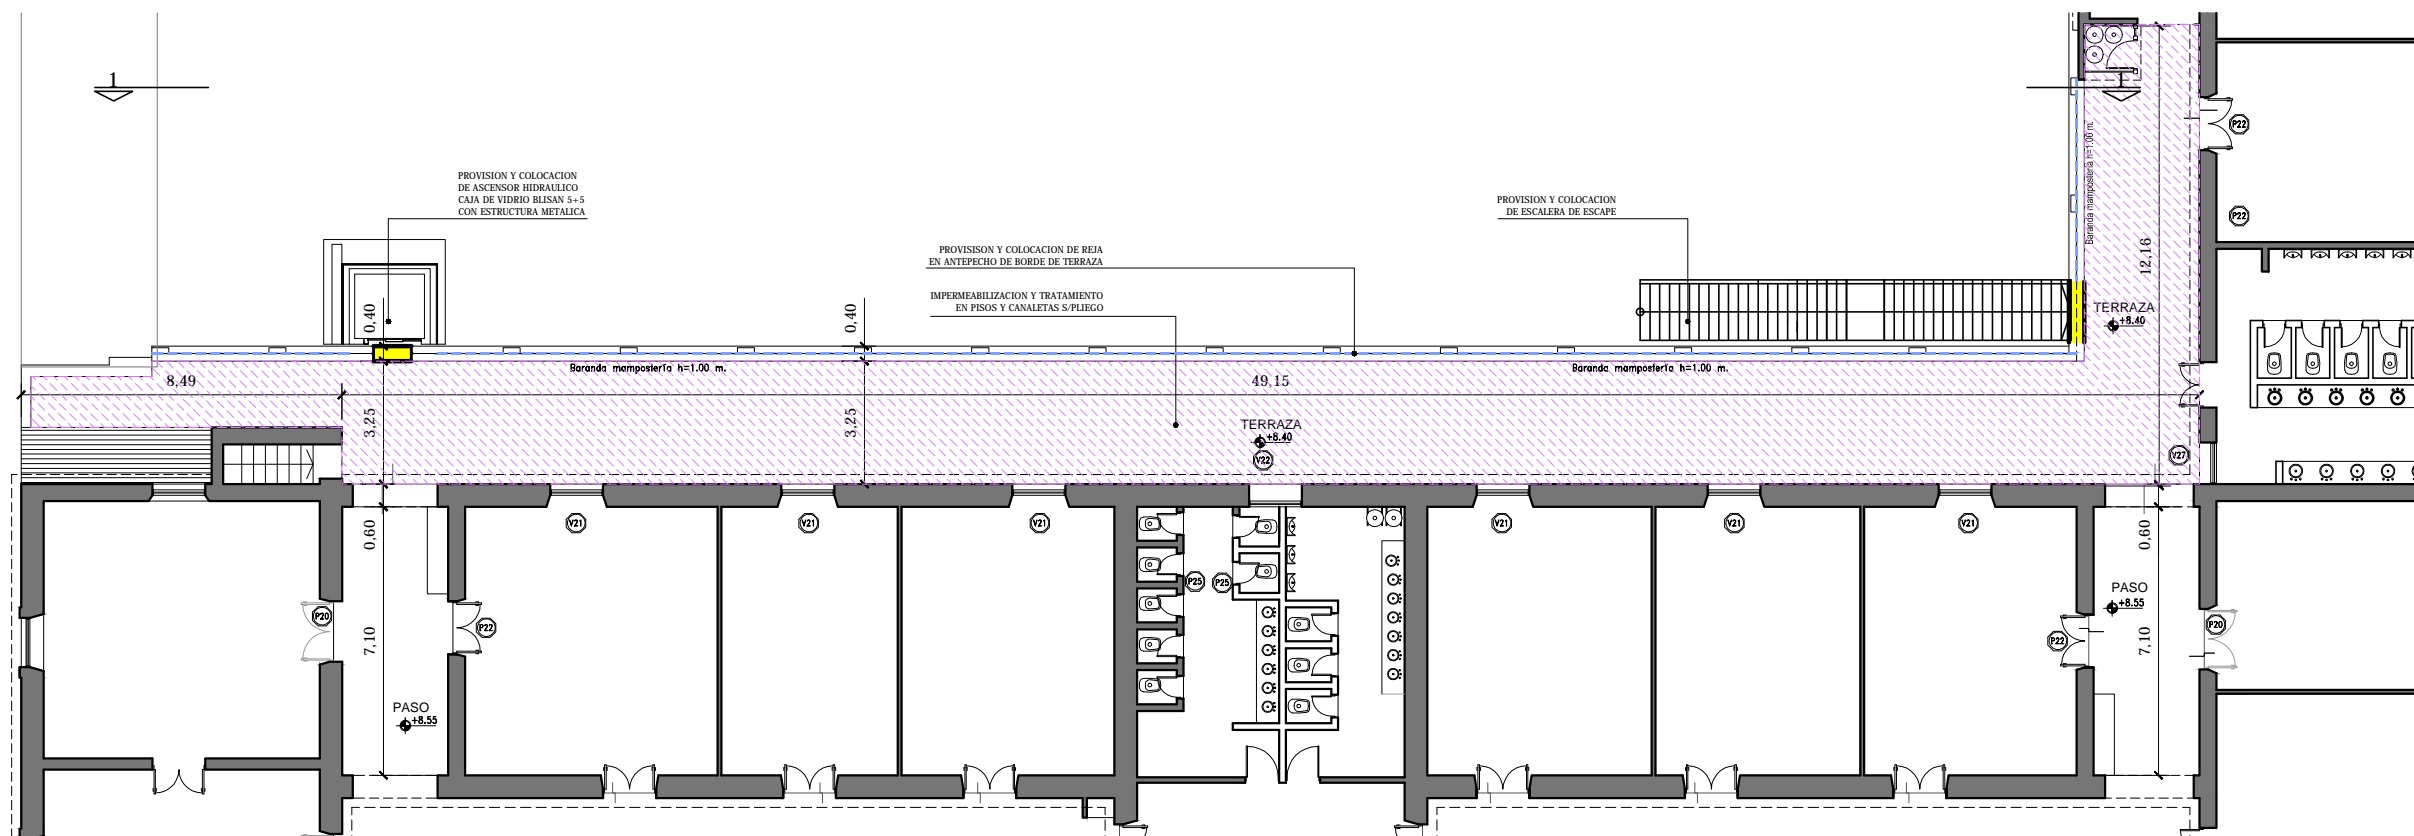 1
1
PROVISION Y COLOCACION
DE ASCENSOR HIDRAULICO
CAJA DE VIDRIO BLISAN 5+5
CON ESTRUCTURA METALICA
PROVISION Y COLOCACION
DE ESCALERA DE ESCAPE
PROVISISON Y COLOCACION DE REJA
EN ANTEPECHO DE BORDE DE TERRAZA
IMPERMEABILIZACION Y TRATAMIENTO
EN PISOS Y CANALETAS S/PLIEGO
Baranda mamposteria h=1.00 m.
P22
P22
12,16
TERRAZA
+8.40
0,40
0,40
Baranda mamposteria h=1.00 m.
Baranda mamposteria h=1.00 m.
8,49
49,15
3,25
3,25
TERRAZA
+8.40
V22
V27
V21
V21
V21
V21
V21
V21
0,60
0,60
P25
P25
PASO
+8.55
P20
P22
P22
P20
7,10
7,10
PASO
+8.55